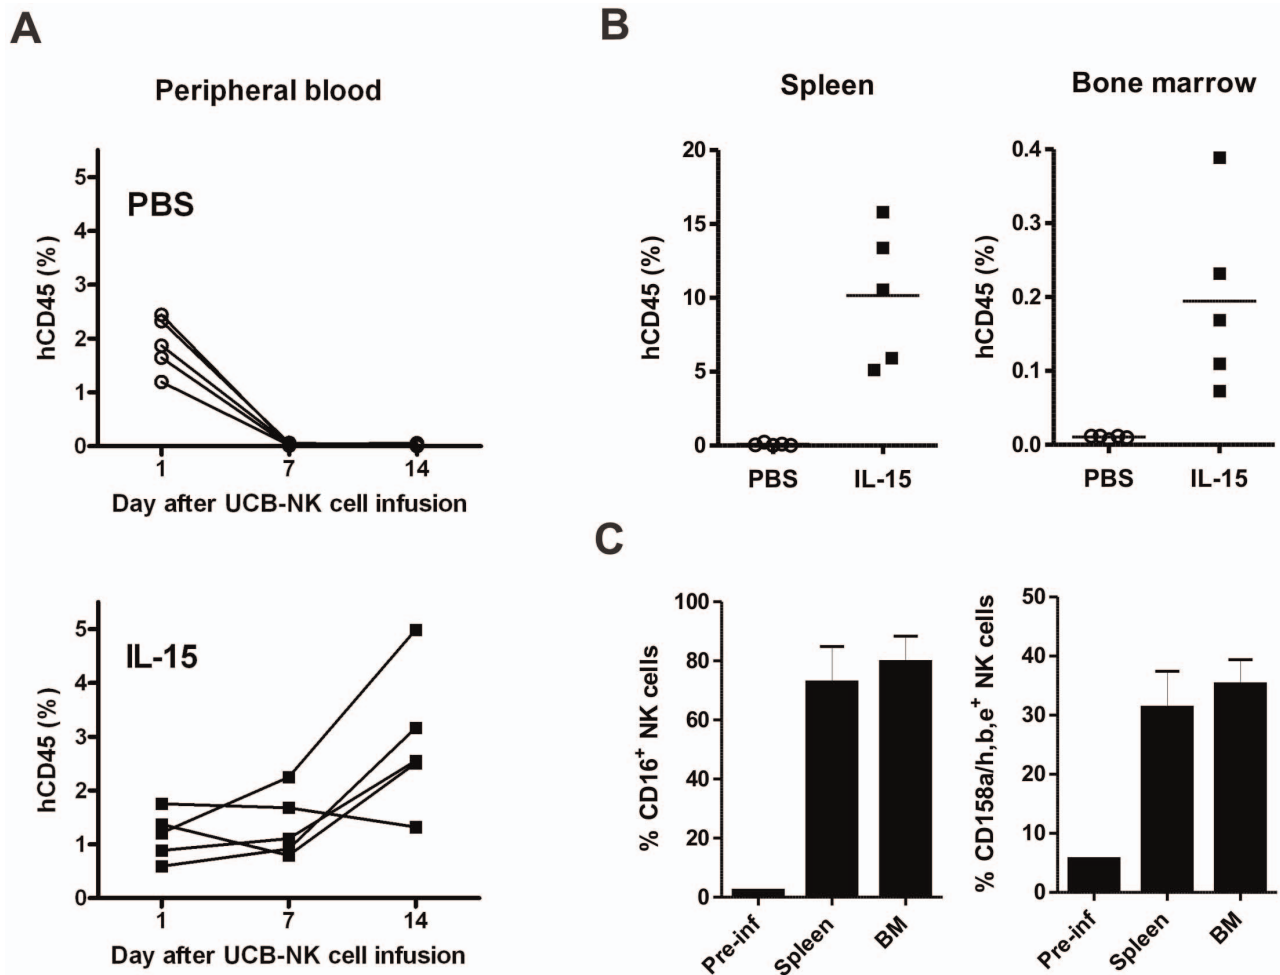 A
Peripheral blood
5
4
3
2
1
0
hCD45 (%)
PBS
1 7 14
Day after UCB-NK cell infusion
5
4
3
2
1
0
hCD45 (%)
IL-15
1 7 14
Day after UCB-NK cell infusion
B
Spleen
20
15
10
5
0
hCD45 (%)
PBS IL-15
Bone marrow
0.4
0.3
0.2
0.1
0.0
hCD45 (%)
PBS IL-15
C
100
80
60
40
20
0
% CD16⁺ NK cells
Pre-inf Spleen BM
50
40
30
20
10
0
% CD158a/h,b,e⁺ NK cells
Pre-inf Spleen BM